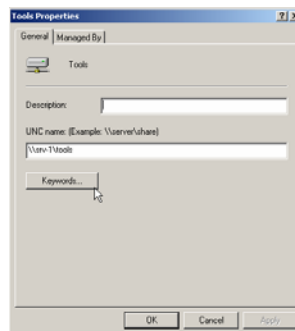 Tools Properties
General
Managed By
Tools
Description:
UNC name: (Example: \\server\share)
\\srv-1\tools
Keywords...
OK
Cancel
Apply